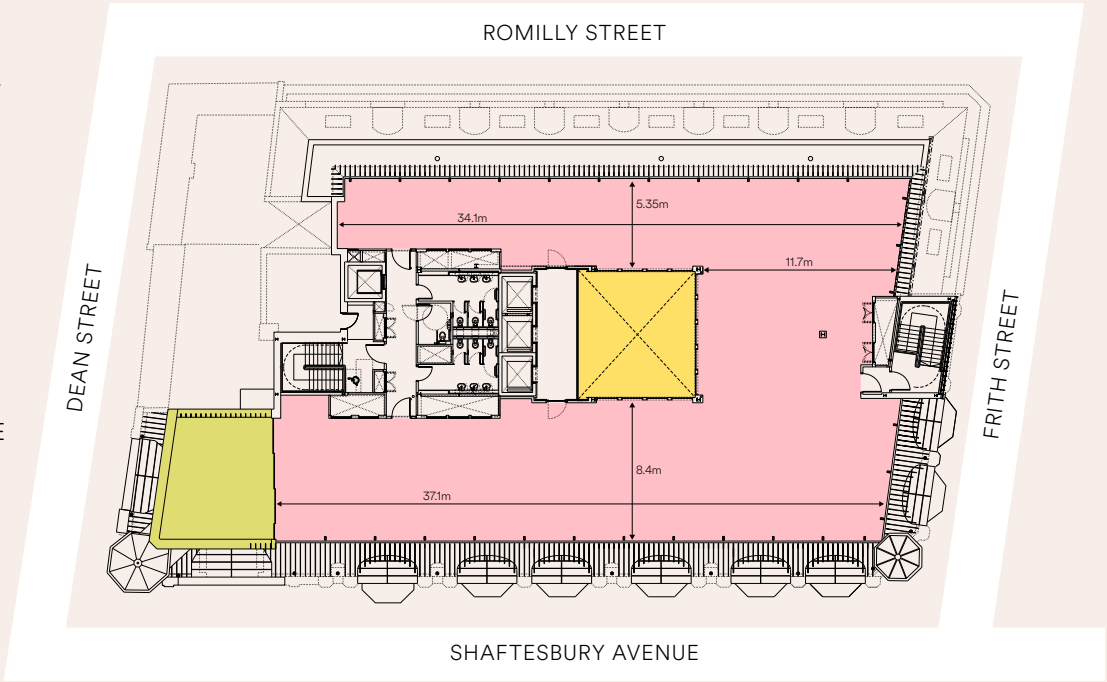 ROMILLY STREET
5.35m
34.1m
11.7m
DEAN STREET
FRITH STREET
E
8.4m
37.1m
SHAFTESBURY AVENUE